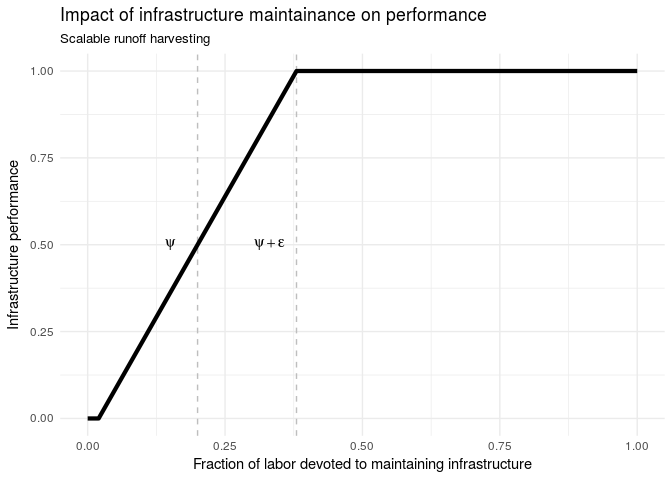 Impact of infrastructure maintainance on performance
Scalable runoff harvesting
Infrastructure performance
1.00
0.75
0.50
0.25
0.00
ψ
ψ + ε
0.00 0.25 0.50 0.75 1.00
Fraction of labor devoted to maintaining infrastructure